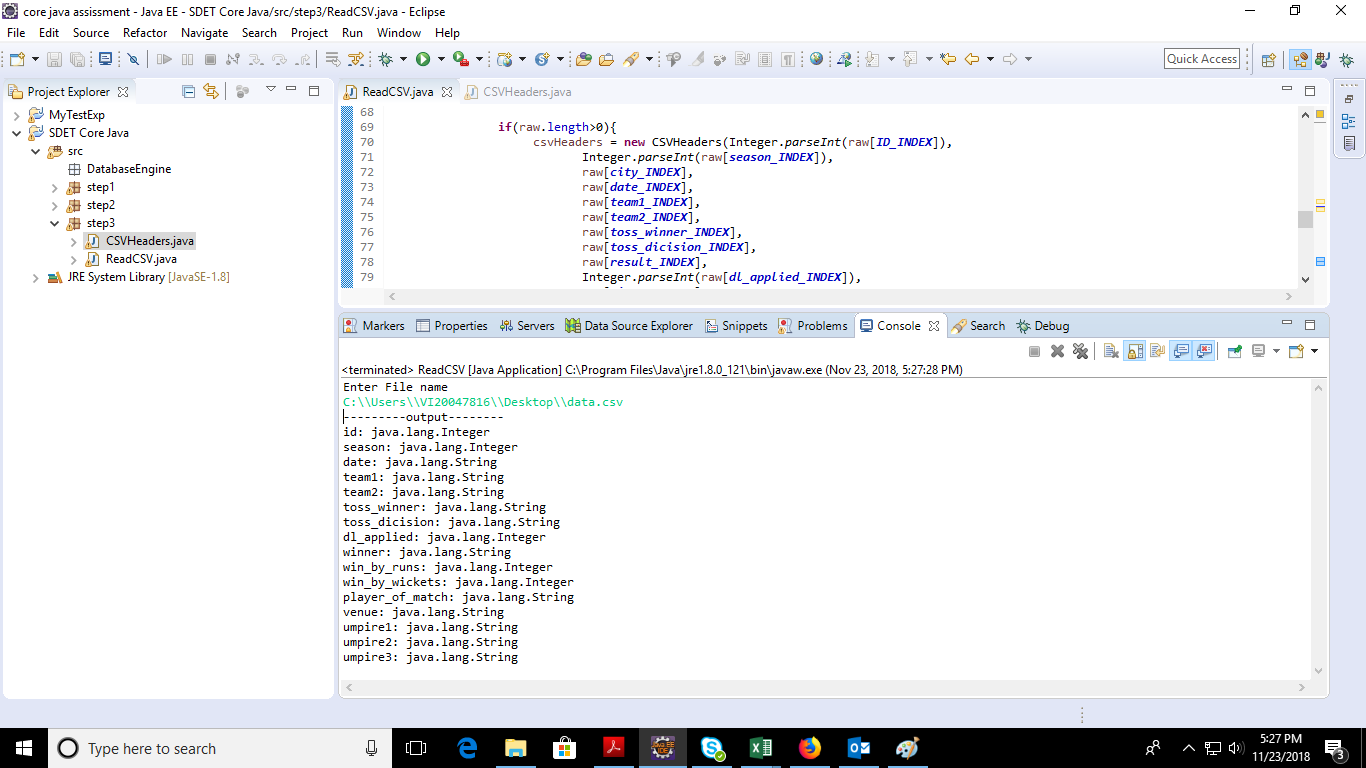 core java assissment - Java EE - SDET Core Java/src/step3/ReadCSV.java - Eclipse
File Edit Source Refactor Navigate Search Project Run Window Help
Quick Access
Project Explorer
MyTestExp
SDET Core Java
src
DatabaseEngine
step1
step2
step3
CSVHeaders.java
ReadCSV.java
JRE System Library [JavaSE-1.8]
ReadCSV.java CSVHeaders.java
68
69 if(raw.length>0){
70 csvHeaders = new CSVHeaders(Integer.parseInt(raw[ID_INDEX]),
71 Integer.parseInt(raw[season_INDEX]),
72 raw[city_INDEX],
73 raw[date_INDEX],
74 raw[team1_INDEX],
75 raw[team2_INDEX],
76 raw[toss_winner_INDEX],
77 raw[toss_dicision_INDEX],
78 raw[result_INDEX],
79 Integer.parseInt(raw[dl_applied_INDEX]),
Markers Properties Servers Data Source Explorer Snippets Problems Console Search Debug
<terminated> ReadCSV [Java Application] C:\Program Files\Java\jre1.8.0_121\bin\javaw.exe (Nov 23, 2018, 5:27:28 PM)
Enter File name
C:\\Users\\VI20047816\\Desktop\\data.csv
---------output--------
id: java.lang.Integer
season: java.lang.Integer
date: java.lang.String
team1: java.lang.String
team2: java.lang.String
toss_winner: java.lang.String
toss_dicision: java.lang.String
dl_applied: java.lang.Integer
winner: java.lang.String
win_by_runs: java.lang.Integer
win_by_wickets: java.lang.Integer
player_of_match: java.lang.String
venue: java.lang.String
umpire1: java.lang.String
umpire2: java.lang.String
umpire3: java.lang.String
Type here to search
5:27 PM
11/23/2018
3